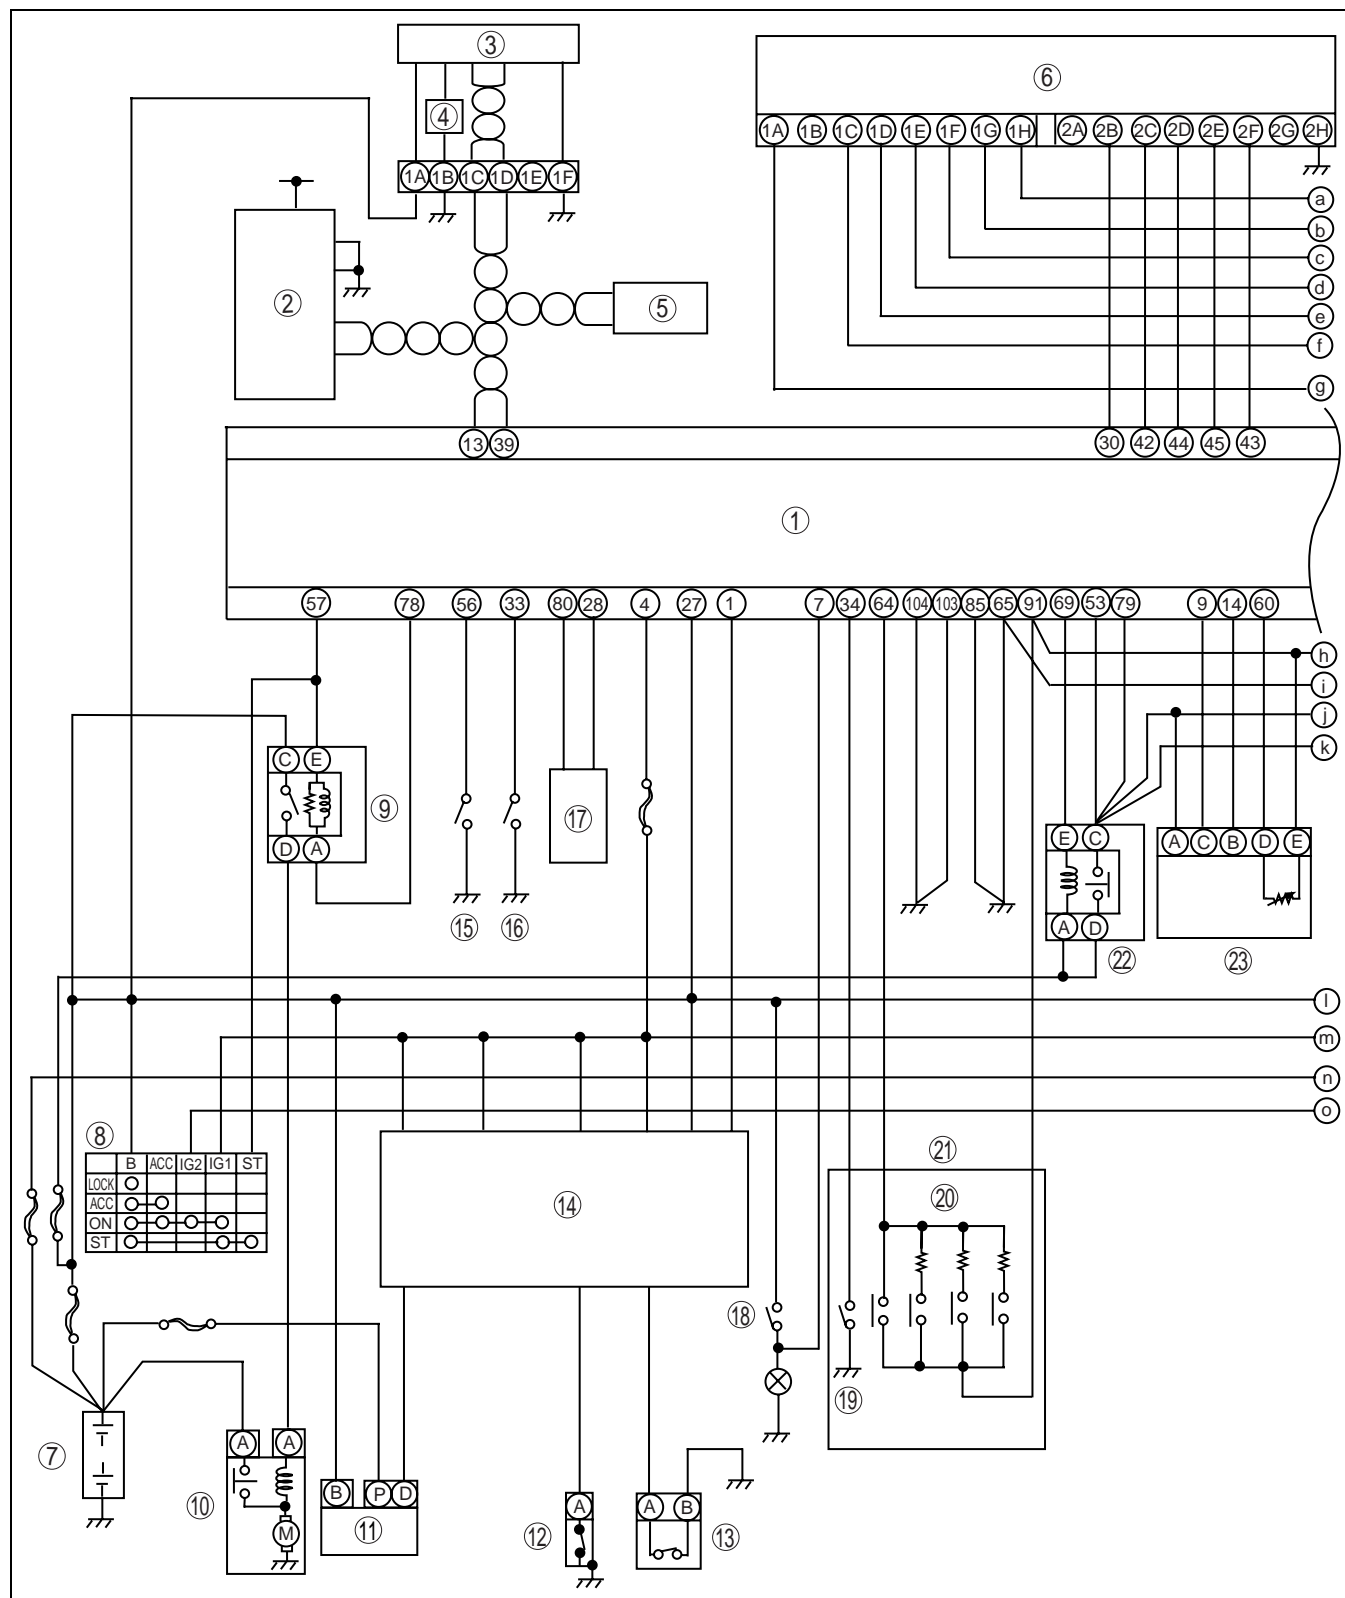 ③
⑥
④
1A 1B 1C 1D 1E 1F 1G 1H 2A 2B 2C 2D 2E 2F 2G 2H
1A 1B 1C 1D 1E 1F
a
b
c
②
d
⑤
e
f
g
13 39 30 42 44 45 43
①
57 78 56 33 80 28 4 27 1 7 34 64 104 103 85 65 91 69 53 79 9 14 60
h
i
j
k
C E
⑨
⑰
D A
E C
A C B D E
⑮ ⑯
A D
㉒ ㉓
l
m
n
o
⑧
B ACC IG2 IG1 ST
LOCK
ACC
ON
ST
㉑
⑳
⑭
⑱
⑲
⑦
A A
⑩
M
B P D
⑪
A
⑫
A B
⑬